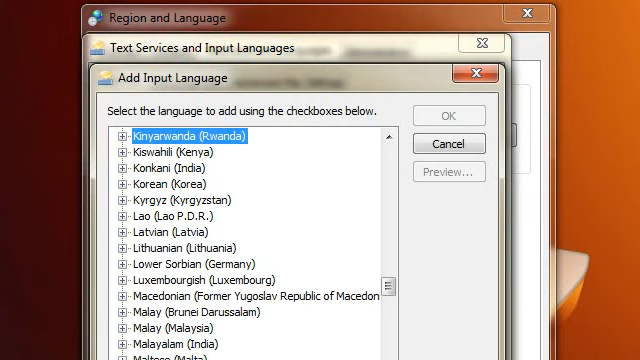 Region and Language
Text Services and Input Languages
Add Input Language
Select the language to add using the checkboxes below.
OK
Kinyarwanda (Rwanda)
Kiswahili (Kenya)
Cancel
Konkani (India)
Preview...
Korean (Korea)
Kyrgyz (Kyrgyzstan)
Lao (Lao P.D.R.)
Latvian (Latvia)
Lithuanian (Lithuania)
Lower Sorbian (Germany)
Luxembourgish (Luxembourg)
Macedonian (Former Yugoslav Republic of Macedon
Malay (Brunei Darussalam)
Malay (Malaysia)
Malayalam (India)
Maltese (Malta)